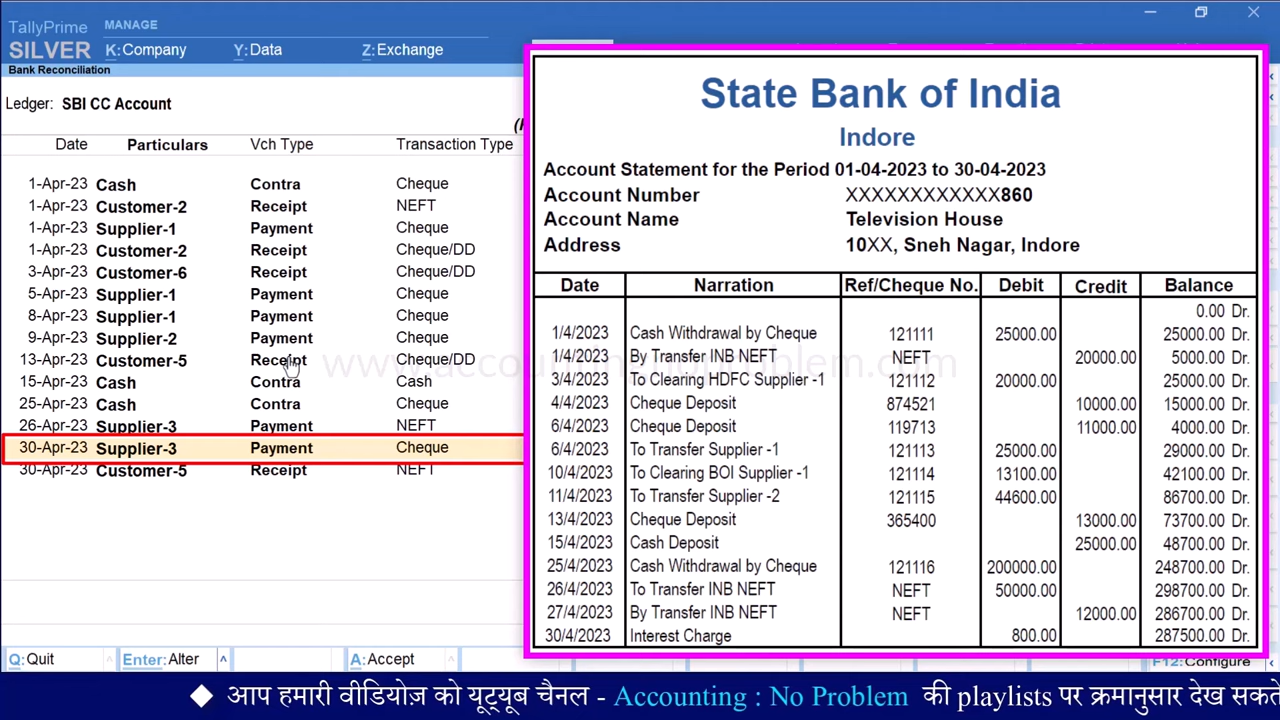 TallyPrime
MANAGE
SILVER
K:Company
Y:Data
Z:Exchange
Bank Reconciliation
Ledger: SBI CC Account
Date Particulars Vch Type Transaction Type
1-Apr-23 Cash Contra Cheque
1-Apr-23 Customer-2 Receipt NEFT
1-Apr-23 Supplier-1 Payment Cheque
1-Apr-23 Customer-2 Receipt Cheque/DD
3-Apr-23 Customer-6 Receipt Cheque/DD
5-Apr-23 Supplier-1 Payment Cheque
8-Apr-23 Supplier-1 Payment Cheque
9-Apr-23 Supplier-2 Payment Cheque
13-Apr-23 Customer-5 Receipt Cheque/DD
15-Apr-23 Cash Contra Cash
25-Apr-23 Cash Contra Cheque
26-Apr-23 Supplier-3 Payment NEFT
30-Apr-23 Supplier-3 Payment Cheque
30-Apr-23 Customer-5 Receipt NEFT
State Bank of India
Indore
Account Statement for the Period 01-04-2023 to 30-04-2023
Account Number XXXXXXXXXXXX860
Account Name Television House
Address 10XX, Sneh Nagar, Indore
Date Narration Ref/Cheque No. Debit Credit Balance
0.00 Dr.
1/4/2023 Cash Withdrawal by Cheque 121111 25000.00 25000.00 Dr.
1/4/2023 By Transfer INB NEFT NEFT 20000.00 5000.00 Dr.
3/4/2023 To Clearing HDFC Supplier -1 121112 20000.00 25000.00 Dr.
4/4/2023 Cheque Deposit 874521 10000.00 15000.00 Dr.
6/4/2023 Cheque Deposit 119713 11000.00 4000.00 Dr.
6/4/2023 To Transfer Supplier -1 121113 25000.00 29000.00 Dr.
10/4/2023 To Clearing BOI Supplier -1 121114 13100.00 42100.00 Dr.
11/4/2023 To Transfer Supplier -2 121115 44600.00 86700.00 Dr.
13/4/2023 Cheque Deposit 365400 13000.00 73700.00 Dr.
15/4/2023 Cash Deposit 25000.00 48700.00 Dr.
25/4/2023 Cash Withdrawal by Cheque 121116 200000.00 248700.00 Dr.
26/4/2023 To Transfer INB NEFT NEFT 50000.00 298700.00 Dr.
27/4/2023 By Transfer INB NEFT NEFT 12000.00 286700.00 Dr.
30/4/2023 Interest Charge 800.00 287500.00 Dr.
www.accountingnoproblem.com
Q:Quit Enter:Alter A:Accept F12:Configure
◆ आप हमारी वीडियोज़ को यूट्यूब चैनल - Accounting : No Problem की playlists पर क्रमानुसार देख सकते